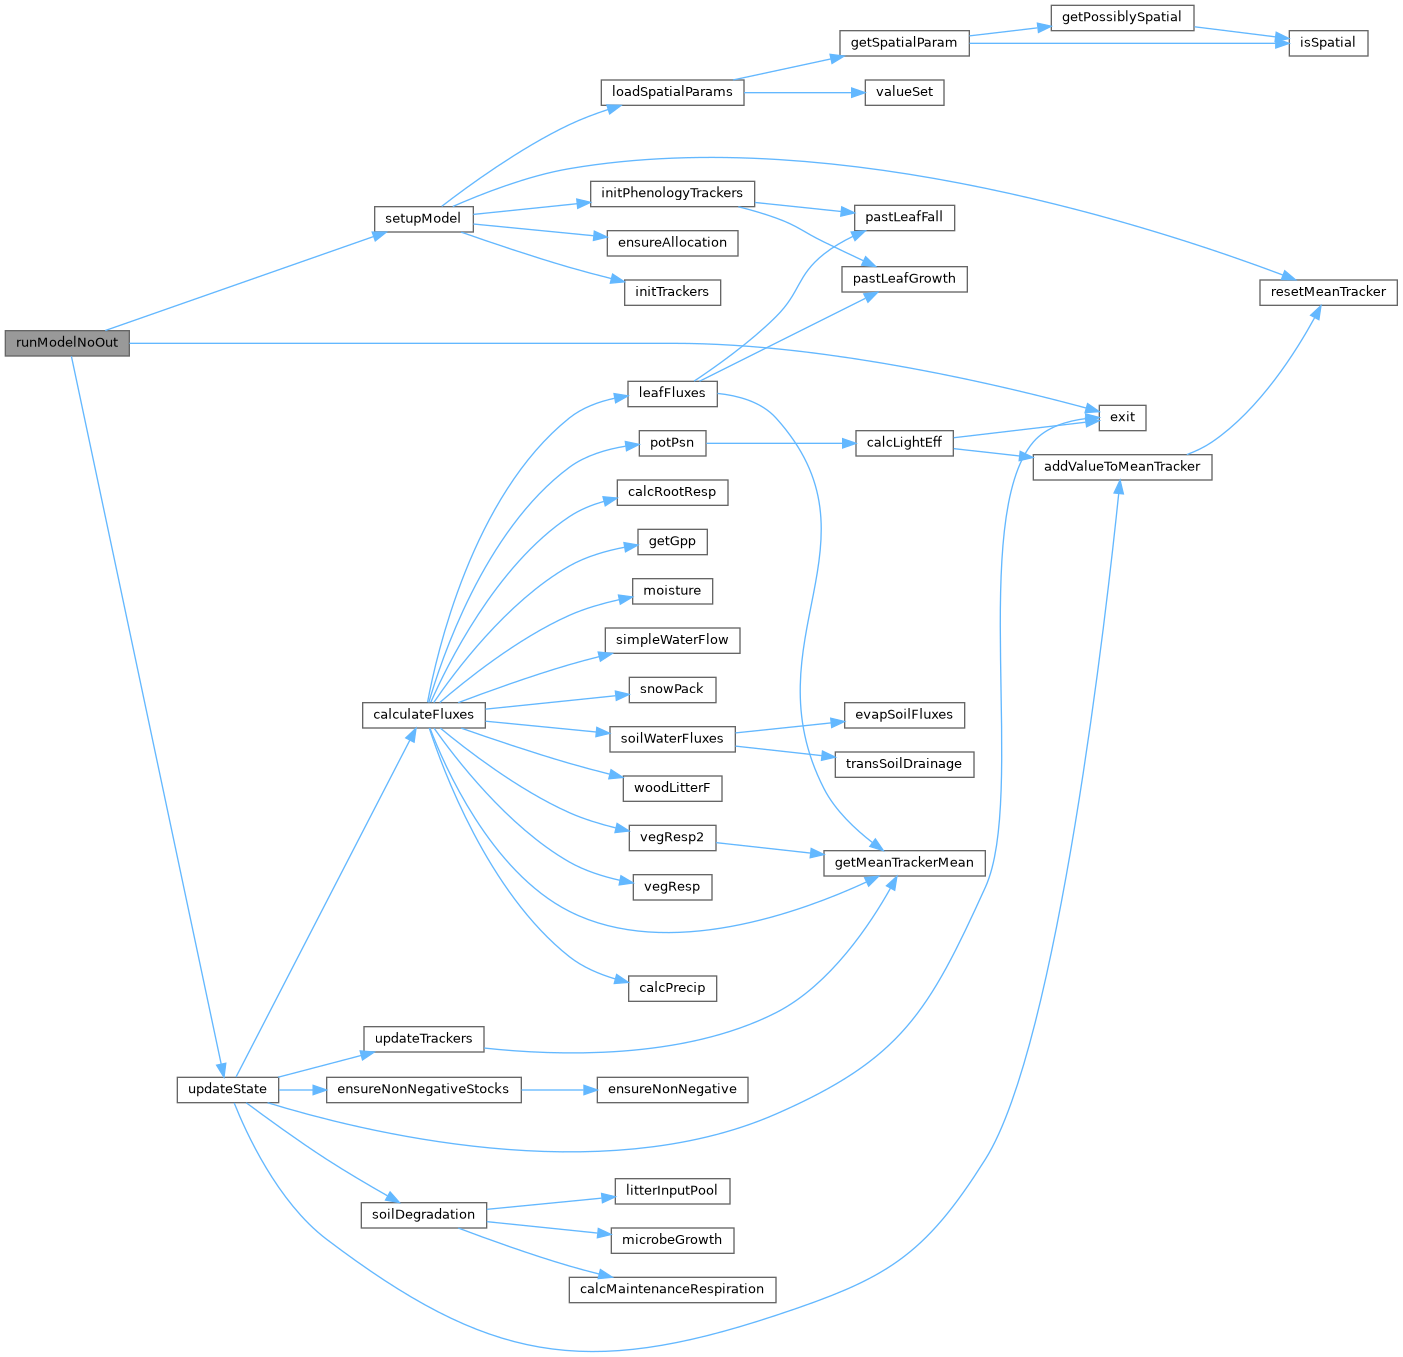 getPossiblySpatial
getSpatialParam
isSpatial
loadSpatialParams
valueSet
initPhenologyTrackers
setupModel
pastLeafFall
ensureAllocation
pastLeafGrowth
initTrackers
resetMeanTracker
runModelNoOut
leafFluxes
exit
potPsn
calcLightEff
addValueToMeanTracker
calcRootResp
getGpp
moisture
simpleWaterFlow
snowPack
calculateFluxes
evapSoilFluxes
soilWaterFluxes
transSoilDrainage
woodLitterF
vegResp2
getMeanTrackerMean
vegResp
calcPrecip
updateTrackers
updateState
ensureNonNegativeStocks
ensureNonNegative
litterInputPool
soilDegradation
microbeGrowth
calcMaintenanceRespiration